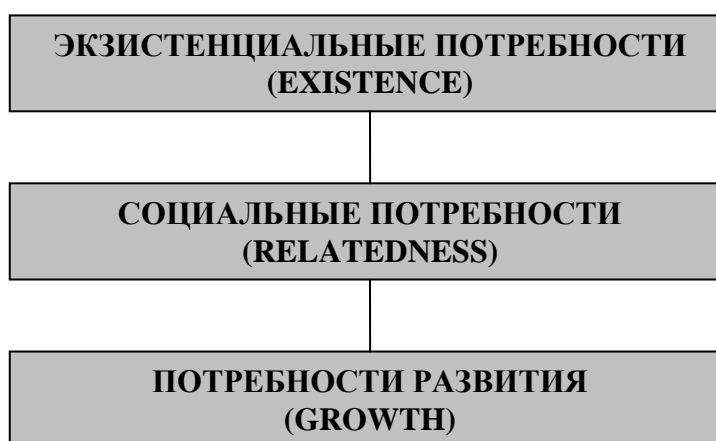 ЭКЗИСТЕНЦИАЛЬНЫЕ ПОТРЕБНОСТИ
(EXISTENCE)
СОЦИАЛЬНЫЕ ПОТРЕБНОСТИ
(RELATEDNESS)
ПОТРЕБНОСТИ РАЗВИТИЯ
(GROWTH)